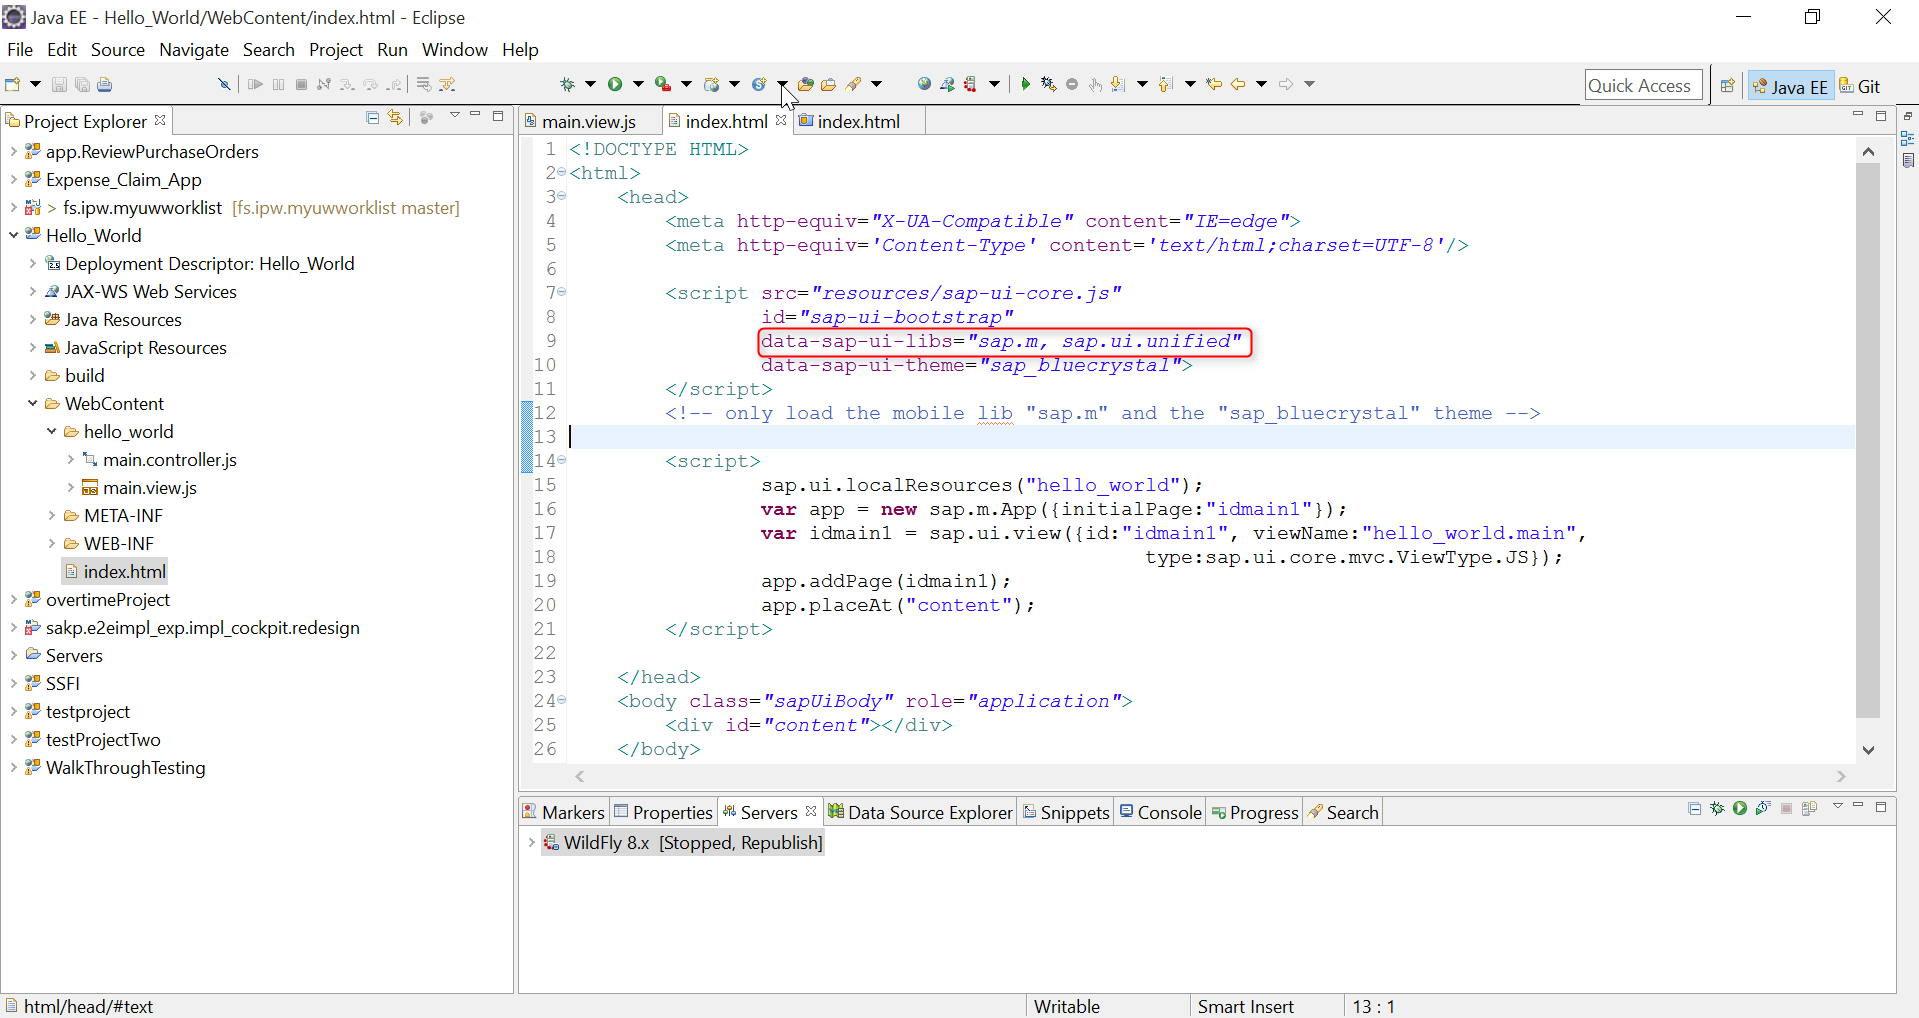 Java EE - Hello_World/WebContent/index.html - Eclipse
File Edit Source Navigate Search Project Run Window Help
Quick Access
Java EE
Git
Project Explorer
app.ReviewPurchaseOrders
Expense_Claim_App
> fs.ipw.myuwworklist [fs.ipw.myuwworklist master]
Hello_World
Deployment Descriptor: Hello_World
JAX-WS Web Services
Java Resources
JavaScript Resources
build
WebContent
hello_world
main.controller.js
main.view.js
META-INF
WEB-INF
index.html
overtimeProject
sakp.e2eimpl_exp.impl_cockpit.redesign
Servers
SSFI
testproject
testProjectTwo
WalkThroughTesting
main.view.js index.html index.html
1 <!DOCTYPE HTML>
2 <html>
3 <head>
4 <meta http-equiv="X-UA-Compatible" content="IE=edge">
5 <meta http-equiv='Content-Type' content='text/html;charset=UTF-8'/>
6
7 <script src="resources/sap-ui-core.js"
8 id="sap-ui-bootstrap"
9 data-sap-ui-libs="sap.m, sap.ui.unified"
10 data-sap-ui-theme="sap_bluecrystal">
11 </script>
12 <!-- only load the mobile lib "sap.m" and the "sap_bluecrystal" theme -->
13
14 <script>
15 sap.ui.localResources("hello_world");
16 var app = new sap.m.App({initialPage:"idmain1"});
17 var idmain1 = sap.ui.view({id:"idmain1", viewName:"hello_world.main",
18 type:sap.ui.core.mvc.ViewType.JS});
19 app.addPage(idmain1);
20 app.placeAt("content");
21 </script>
22
23 </head>
24 <body class="sapUiBody" role="application">
25 <div id="content"></div>
26 </body>
Markers Properties Servers Data Source Explorer Snippets Console Progress Search
WildFly 8.x [Stopped, Republish]
html/head/#text
Writable
Smart Insert
13 : 1